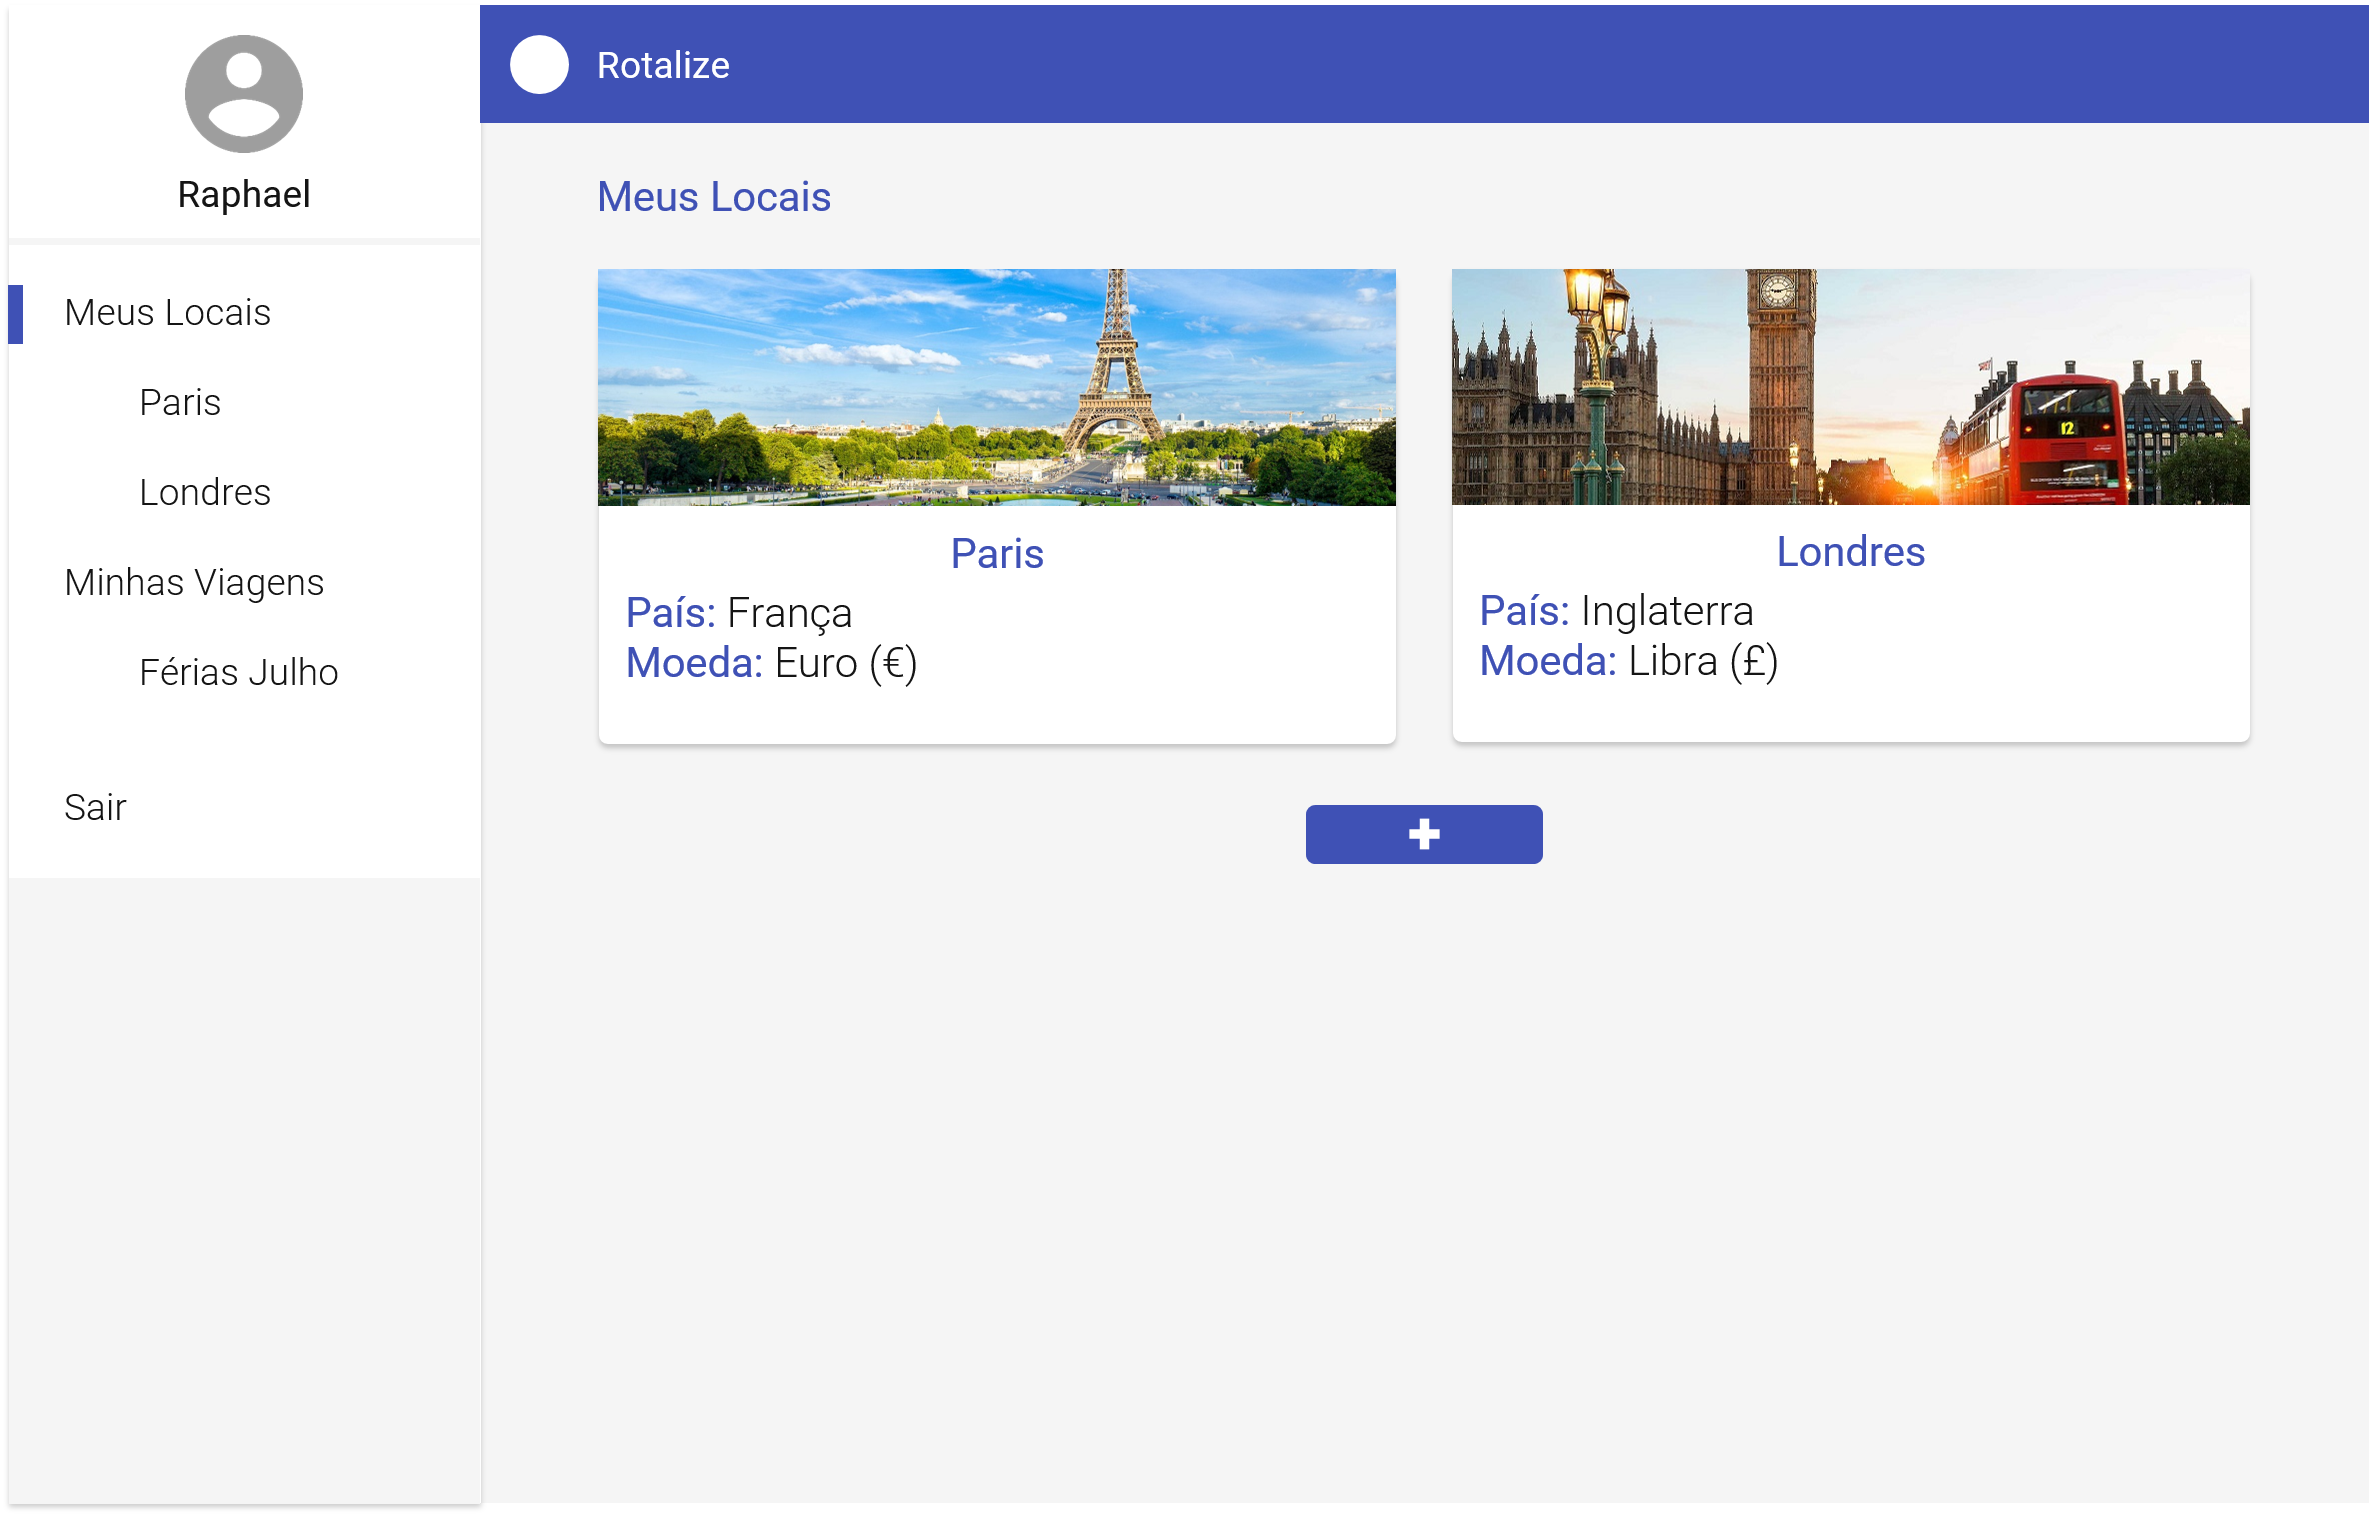 Raphael
Meus Locais
Paris
Londres
Minhas Viagens
Férias Julho
Sair
Rotalize
Meus Locais
Paris
País: França
Moeda: Euro (€)
12
Londres
País: Inglaterra
Moeda: Libra (£)